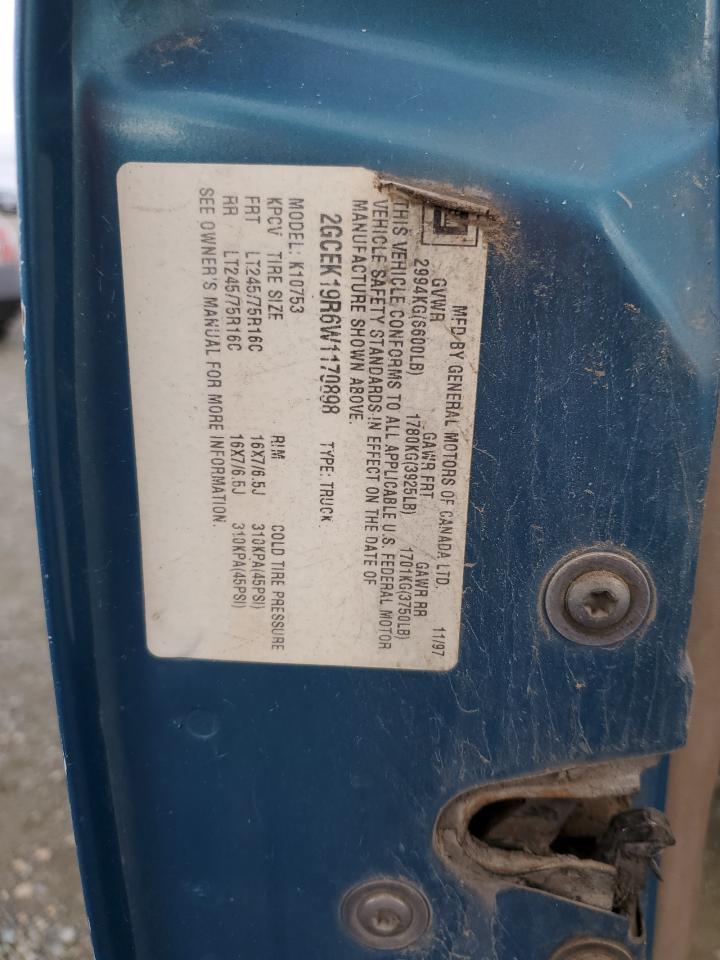 MFD BY GENERAL MOTORS OF CANADA LTD. 11/97
GVWR GAWR FRT GAWR RR
2994KG(6600LB) 1780KG(3925LB) 1701KG(3750LB)
THIS VEHICLE CONFORMS TO ALL APPLICABLE U.S. FEDERAL MOTOR
VEHICLE SAFETY STANDARDS IN EFFECT ON THE DATE OF
MANUFACTURE SHOWN ABOVE.
2GCEK19R6W1170898 TYPE: TRUCK
MODEL: K10753
KPCV TIRE SIZE RIM COLD TIRE PRESSURE
FRT LT245/75R16C 16X7/6.5J 310KPA(45PSI)
RR LT245/75R16C 16X7/6.5J 310KPA(45PSI)
SEE OWNER'S MANUAL FOR MORE INFORMATION.